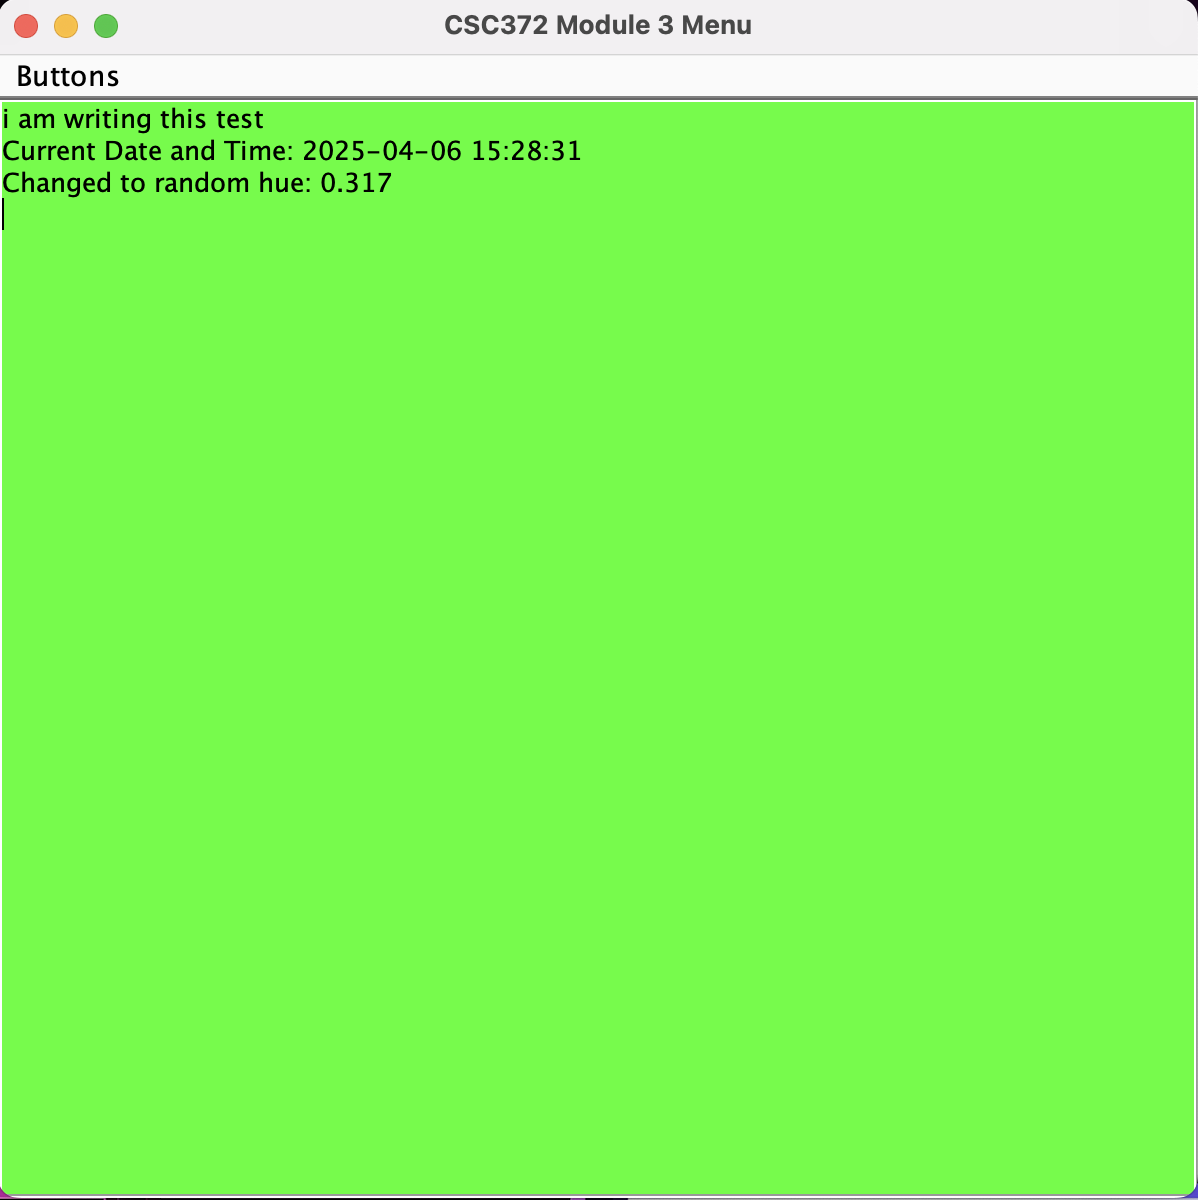 CSC372 Module 3 Menu
Buttons
i am writing this test
Current Date and Time: 2025-04-06 15:28:31
Changed to random hue: 0.317